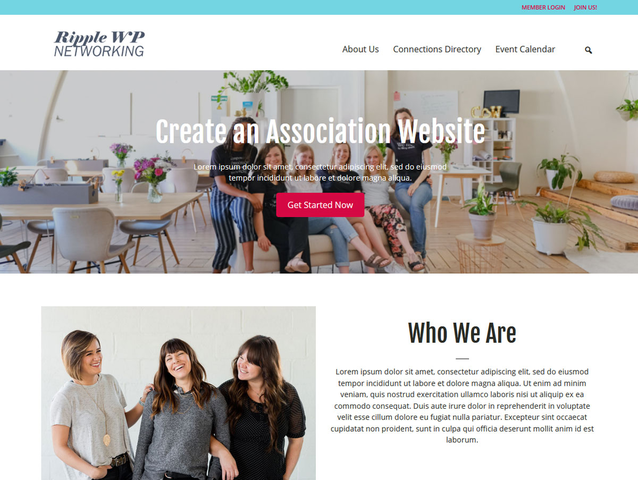 MEMBER LOGIN JOIN US!
Ripple WP
NETWORKING
About Us Connections Directory Event Calendar
Create an Association Website
Lorem ipsum dolor sit amet, consectetur adipiscing elit, sed do eiusmod
tempor incididunt ut labore et dolore magna aliqua.
Get Started Now
Who We Are
Lorem ipsum dolor sit amet, consectetur adipiscing elit, sed do eiusmod
tempor incididunt ut labore et dolore magna aliqua. Ut enim ad minim
veniam, quis nostrud exercitation ullamco laboris nisi ut aliquip ex ea
commodo consequat. Duis aute irure dolor in reprehenderit in voluptate
velit esse cillum dolore eu fugiat nulla pariatur. Excepteur sint occaecat
cupidatat non proident, sunt in culpa qui officia deserunt mollit anim id est
laborum.